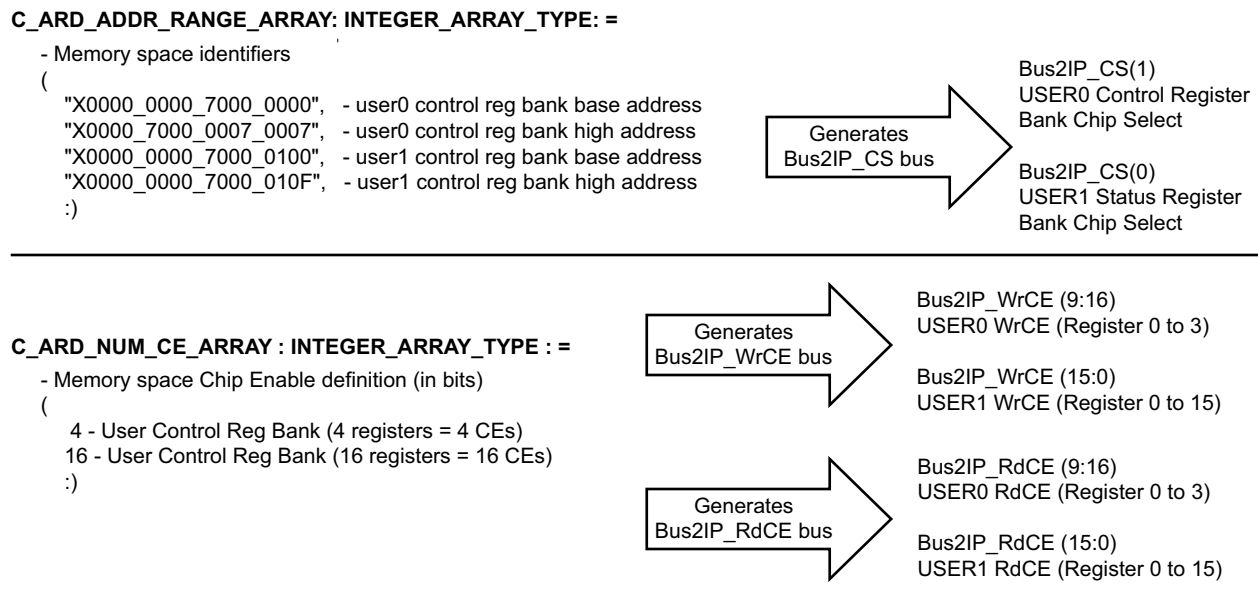 C_ARD_ADDR_RANGE_ARRAY: INTEGER_ARRAY_TYPE: =
- Memory space identifiers
(
"X0000_0000_7000_0000", - user0 control reg bank base address
"X0000_7000_0007_0007", - user0 control reg bank high address
"X0000_0000_7000_0100", - user1 control reg bank base address
"X0000_0000_7000_010F", - user1 control reg bank high address
:)
Generates
Bus2IP_CS bus
Bus2IP_CS(1)
USER0 Control Register
Bank Chip Select
Bus2IP_CS(0)
USER1 Status Register
Bank Chip Select
C_ARD_NUM_CE_ARRAY : INTEGER_ARRAY_TYPE : =
- Memory space Chip Enable definition (in bits)
(
4 - User Control Reg Bank (4 registers = 4 CEs)
16 - User Control Reg Bank (16 registers = 16 CEs)
:)
Generates
Bus2IP_WrCE bus
Bus2IP_WrCE (9:16)
USER0 WrCE (Register 0 to 3)
Bus2IP_WrCE (15:0)
USER1 WrCE (Register 0 to 15)
Generates
Bus2IP_RdCE bus
Bus2IP_RdCE (9:16)
USER0 RdCE (Register 0 to 3)
Bus2IP_RdCE (15:0)
USER1 RdCE (Register 0 to 15)